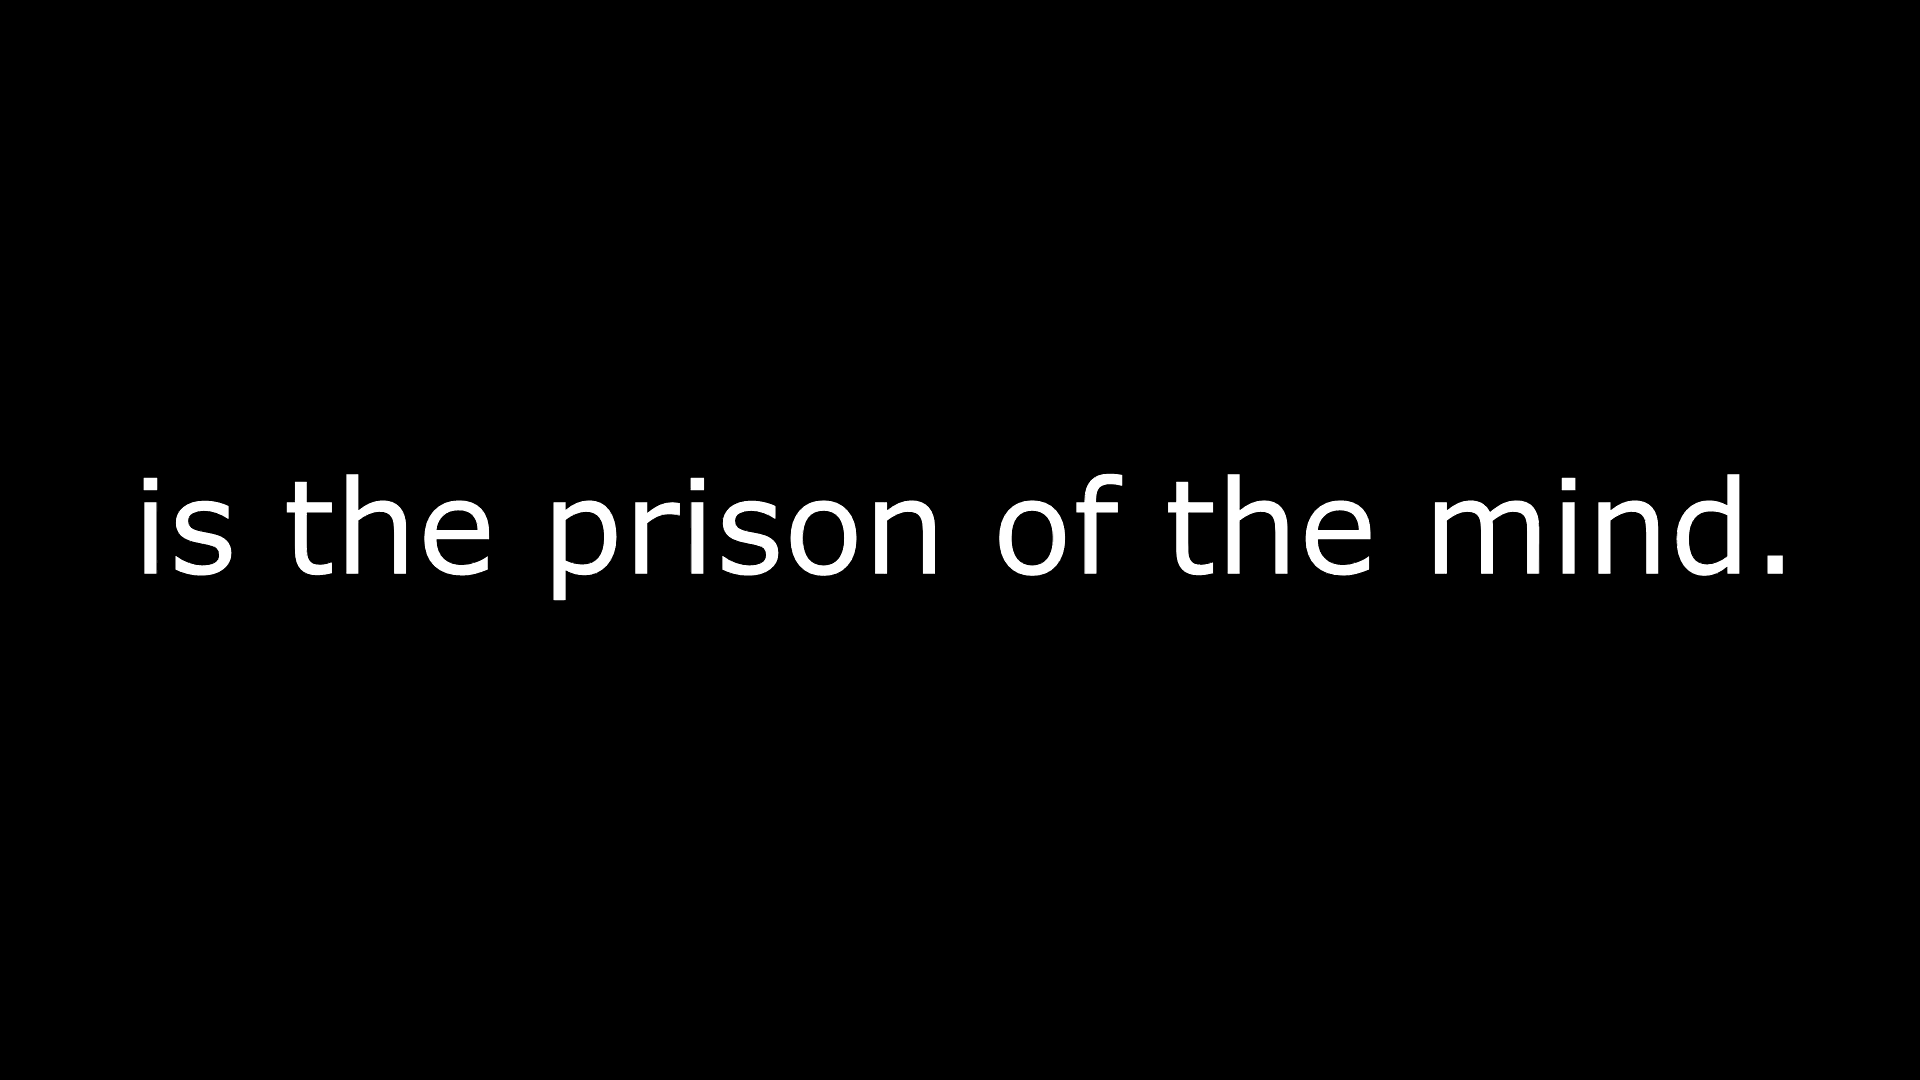 is the prison of the mind.